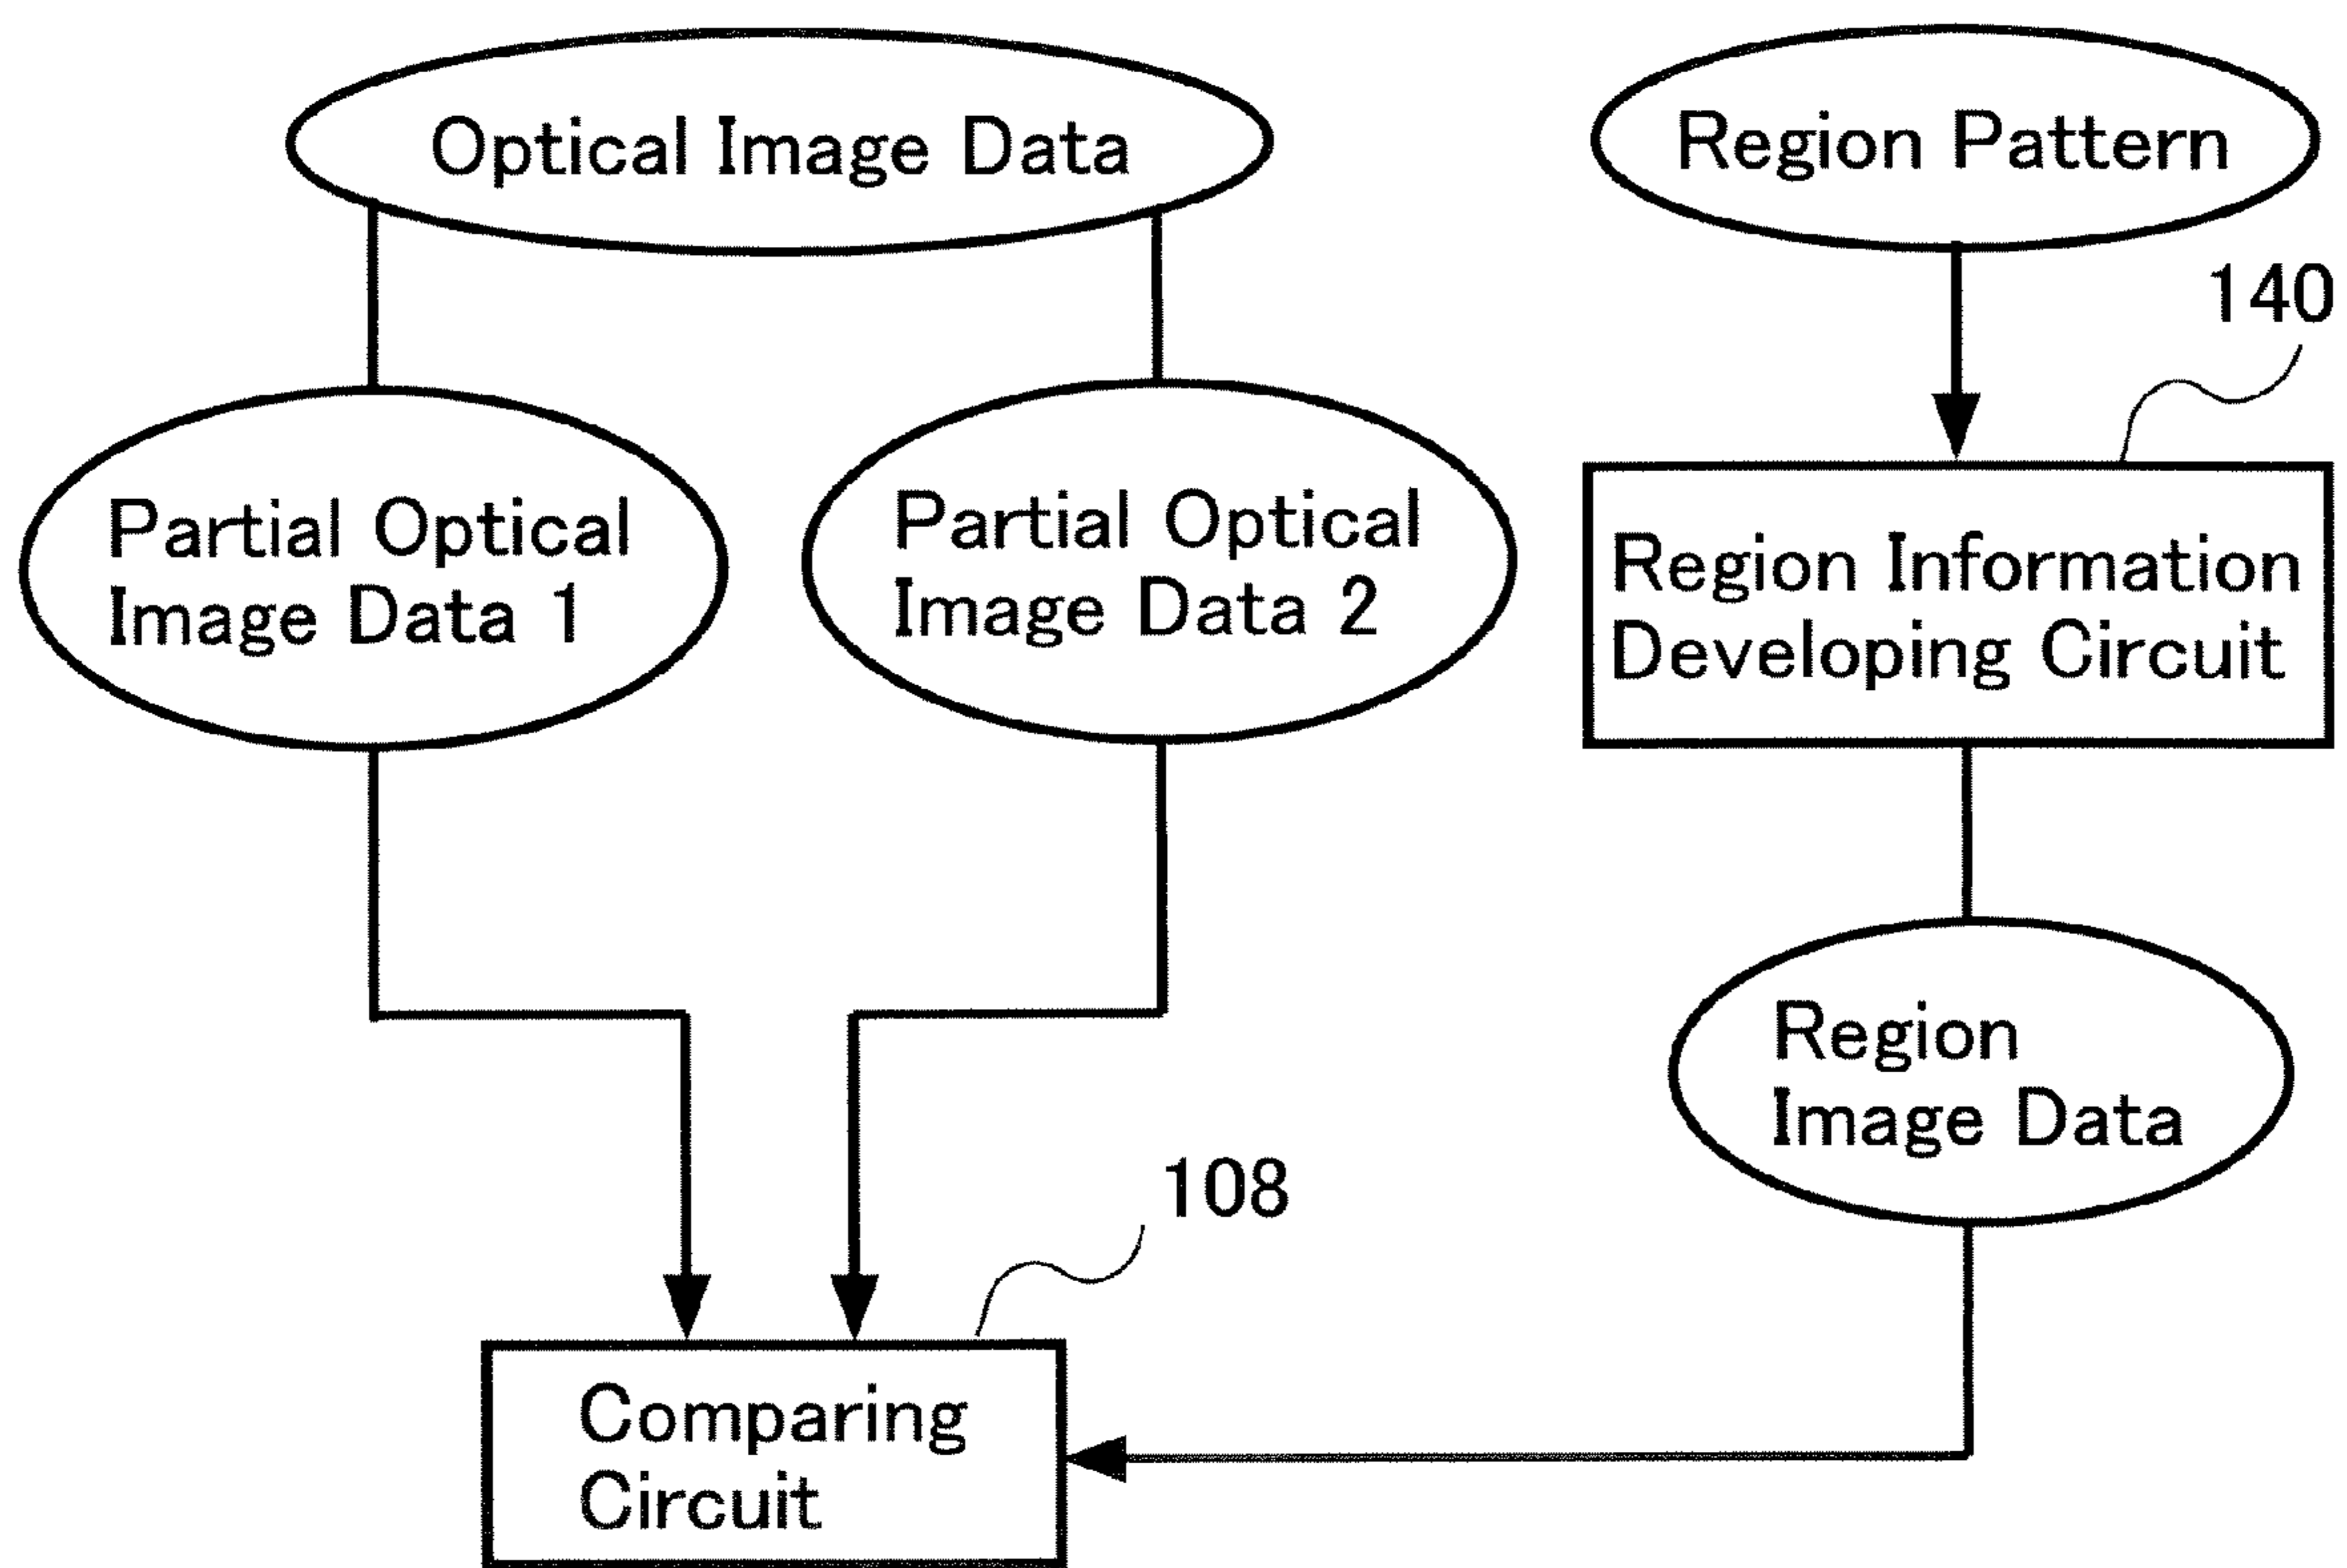 Optical Image Data
Region Pattern
140
Partial Optical
Image Data 1
Partial Optical
Image Data 2
Region Information
Developing Circuit
Region
Image Data
108
Comparing
Circuit